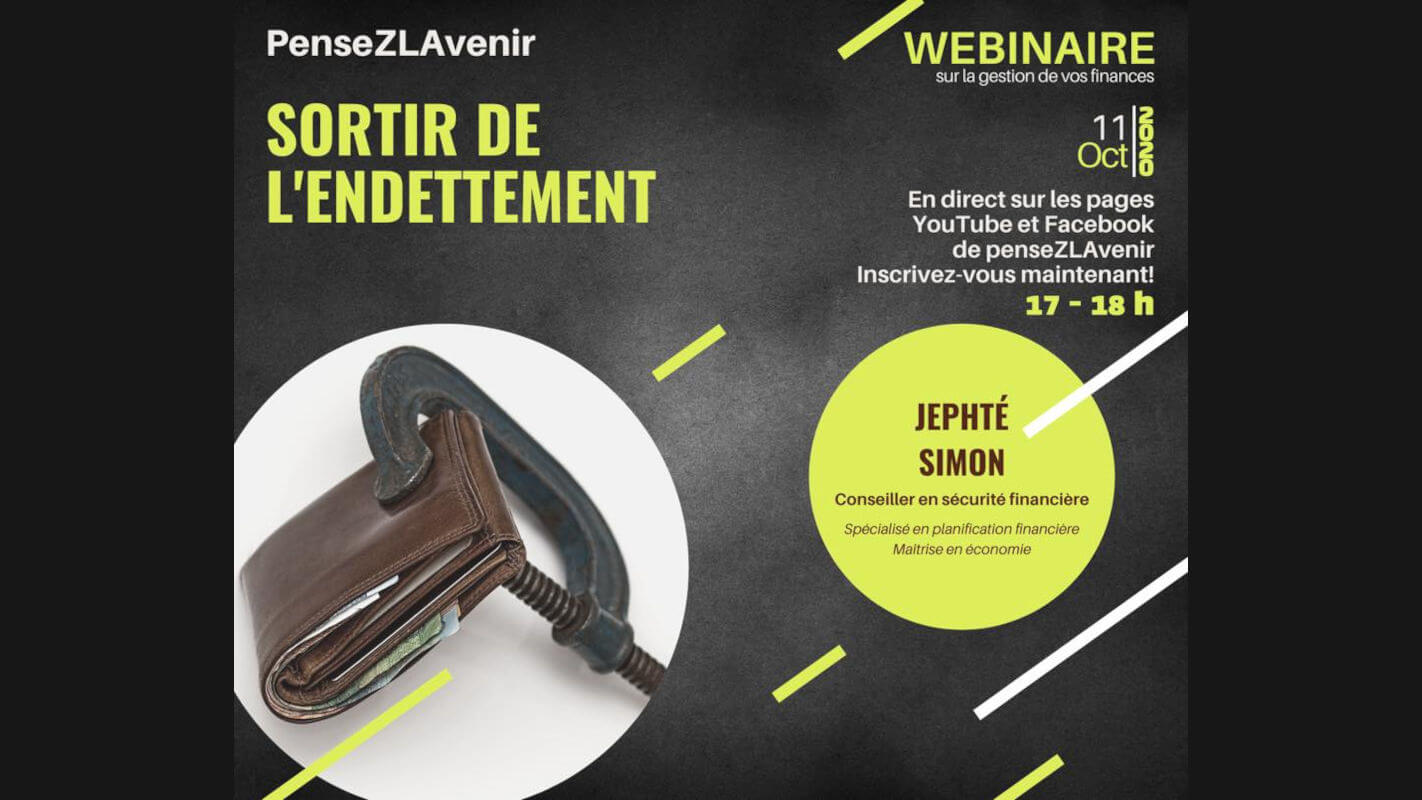 PenseZLAvenir
SORTIR DE
L'ENDETTEMENT
WEBINAIRE
sur la gestion de vos finances
11
Oct
2020
En direct sur les pages
YouTube et Facebook
de penseZLAvenir
Inscrivez-vous maintenant!
17 - 18 h
JEPHTÉ
SIMON
Conseiller en sécurité financière
Spécialisé en planification financière
Maitrise en économie